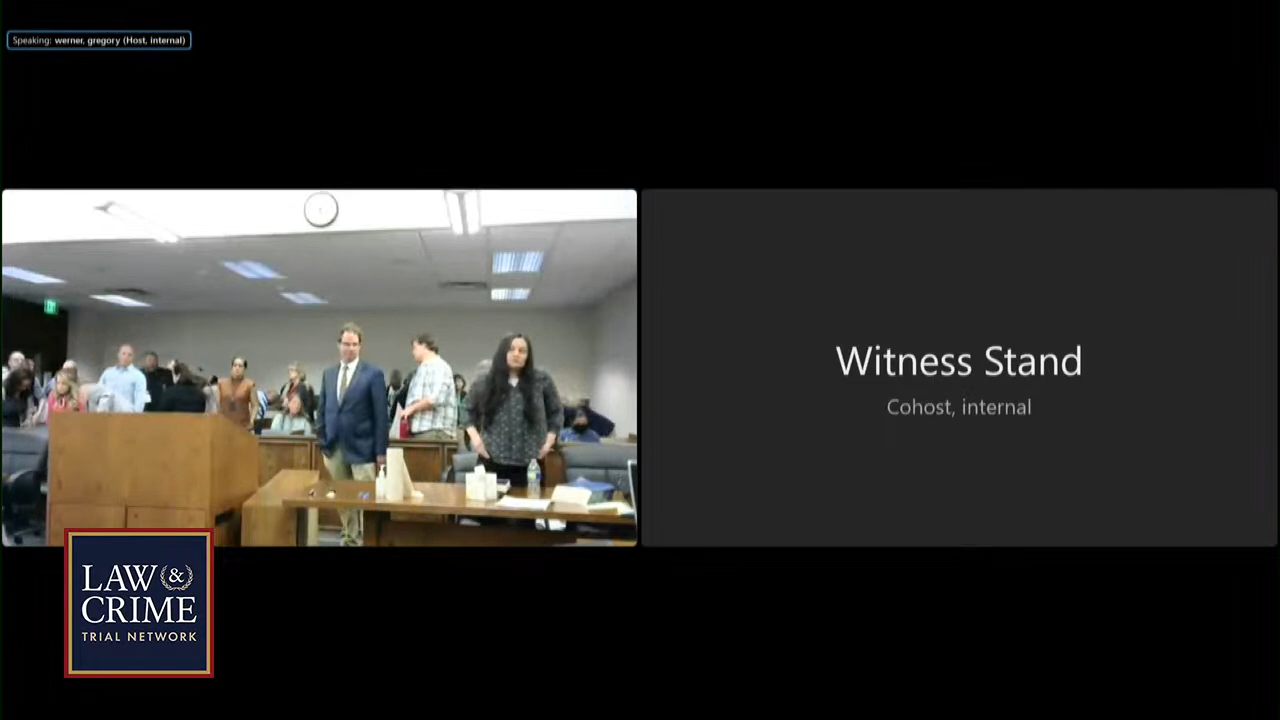 Speaking: werner, gregory (Host, internal)
Witness Stand
Cohost, internal
LAW &
CRIME
TRIAL NETWORK